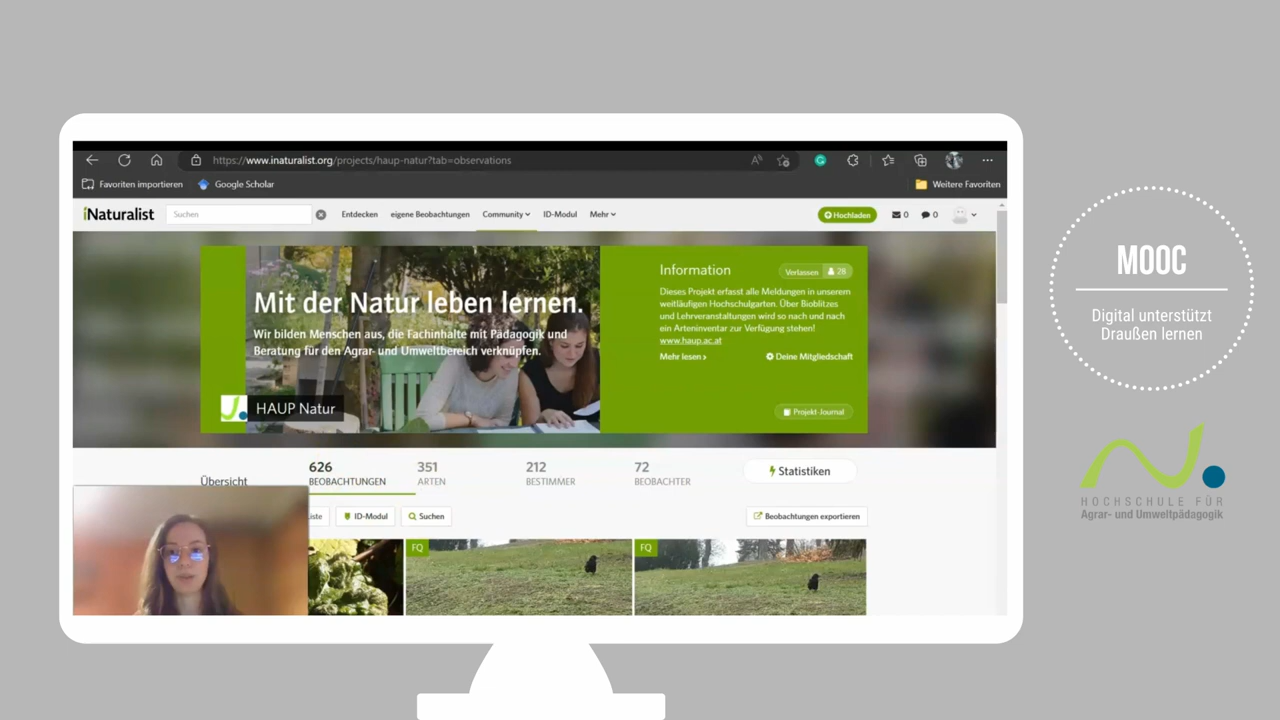 https://www.inaturalist.org/projects/haup-natur?tab=observations
Favoriten importieren
Google Scholar
Weitere Favoriten
iNaturalist
Suchen
Entdecken
eigene Beobachtungen
Community
ID-Modul
Mehr
Hochladen
0
0
Mit der Natur leben lernen.
Wir bilden Menschen aus, die Fachinhalte mit Pädagogik und
Beratung für den Agrar- und Umweltbereich verknüpfen.
HAUP Natur
Information
Verlassen
28
Dieses Projekt erfasst alle Meldungen in unserem
weitläufigen Hochschulgarten. Über Bioblitzes
und Lehrveranstaltungen wird so nach und nach
ein Arteninventar zur Verfügung stehen!
www.haup.ac.at
Mehr lesen ›
Deine Mitgliedschaft
Projekt-Journal
Übersicht
626
BEOBACHTUNGEN
351
ARTEN
212
BESTIMMER
72
BEOBACHTER
Statistiken
ID-Modul
Suchen
Beobachtungen exportieren
FQ
FQ
MOOC
Digital unterstützt
Draußen lernen
HOCHSCHULE FÜR
Agrar- und Umweltpädagogik